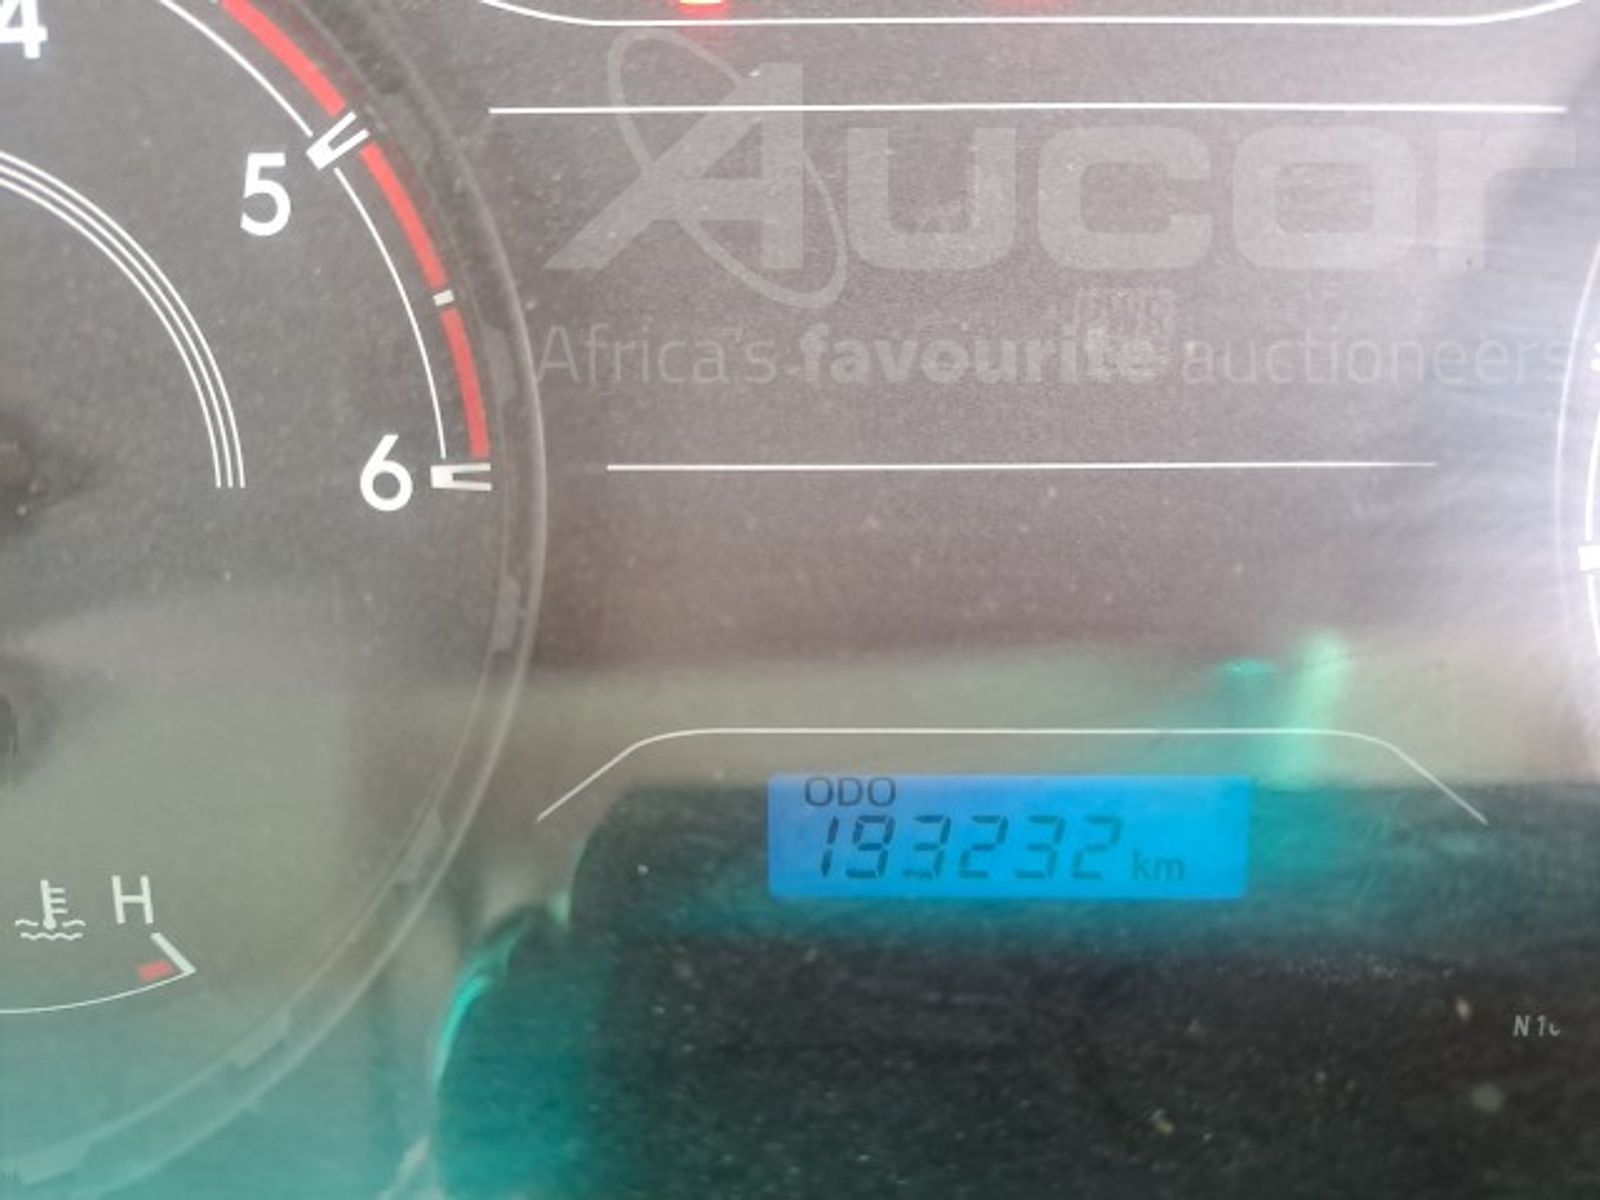 4
Aucor
5
Africa's favourite auctioneers
6
ODO
193232 km
H